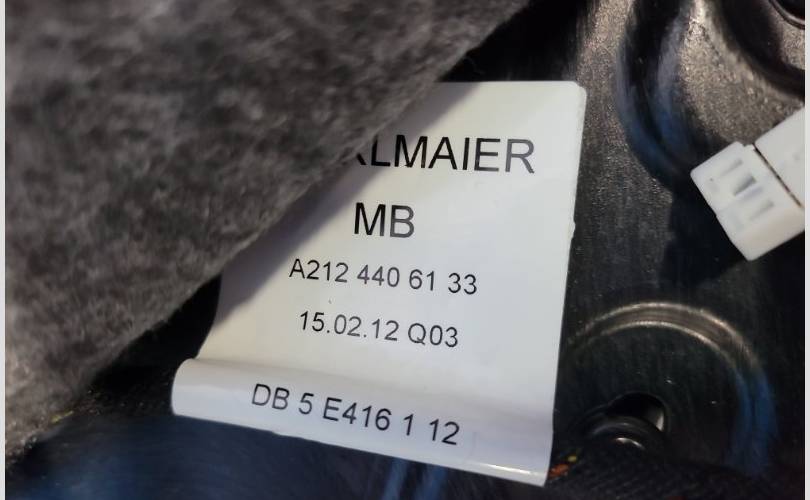 LMAIER
MB
A212 440 61 33
15.02.12 Q03
DB 5 E416 1 12